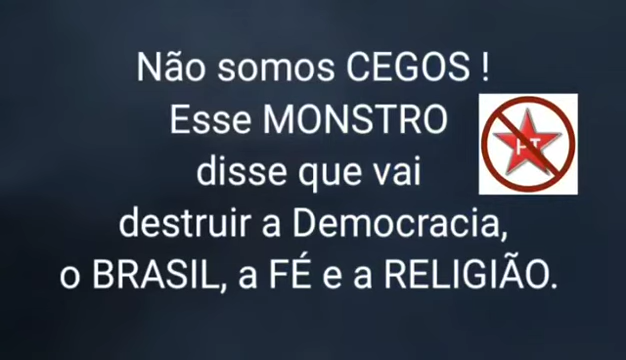 Não somos CEGOS !
Esse MONSTRO
disse que vai
destruir a Democracia,
o BRASIL, a FÉ e a RELIGIÃO.
PT